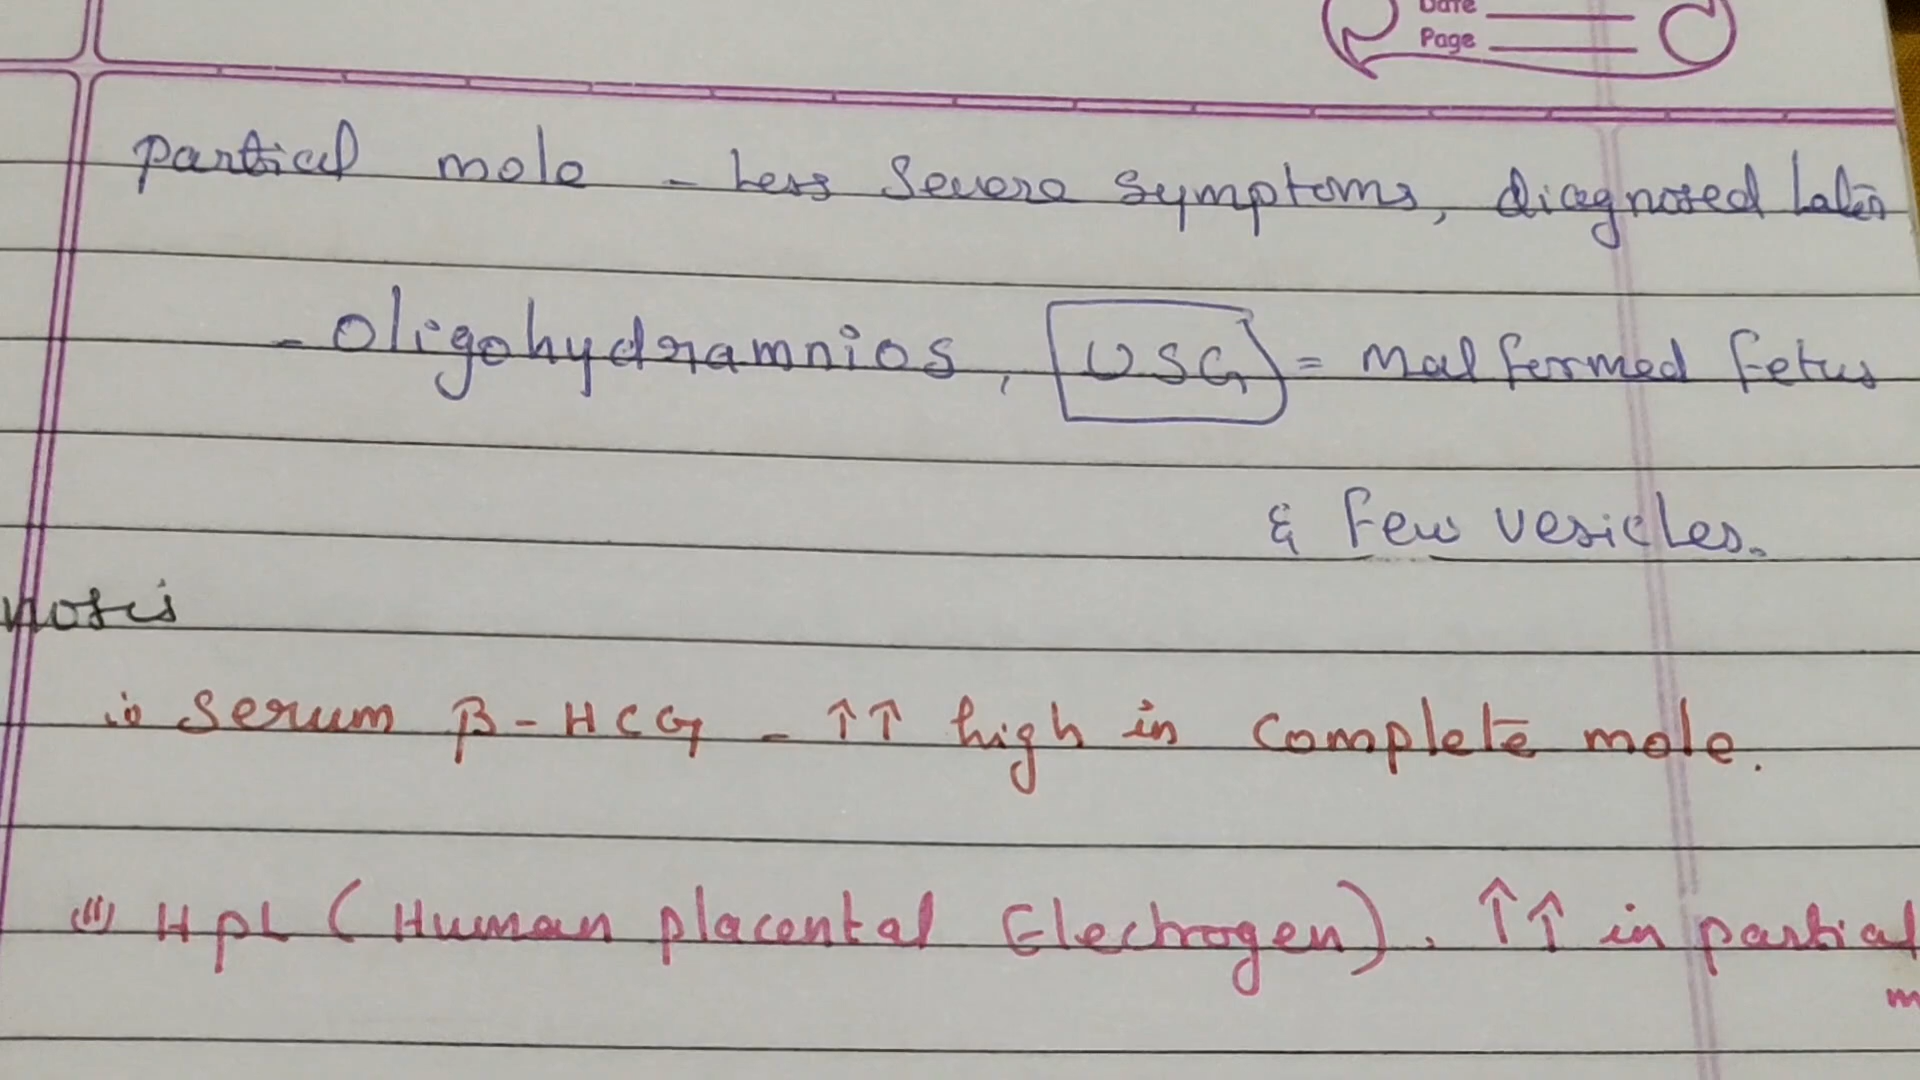 Date
Page
Partial mole - Less Severe Symptoms, diagnosed Later
- Oligohydramnios, USG = Malformed Fetus
& Few vesicles.
nosis
i) Serum β-HCG - ↑↑ high in Complete mole.
(ii) HPL (Human placental Electrogen). ↑↑ in partial
m